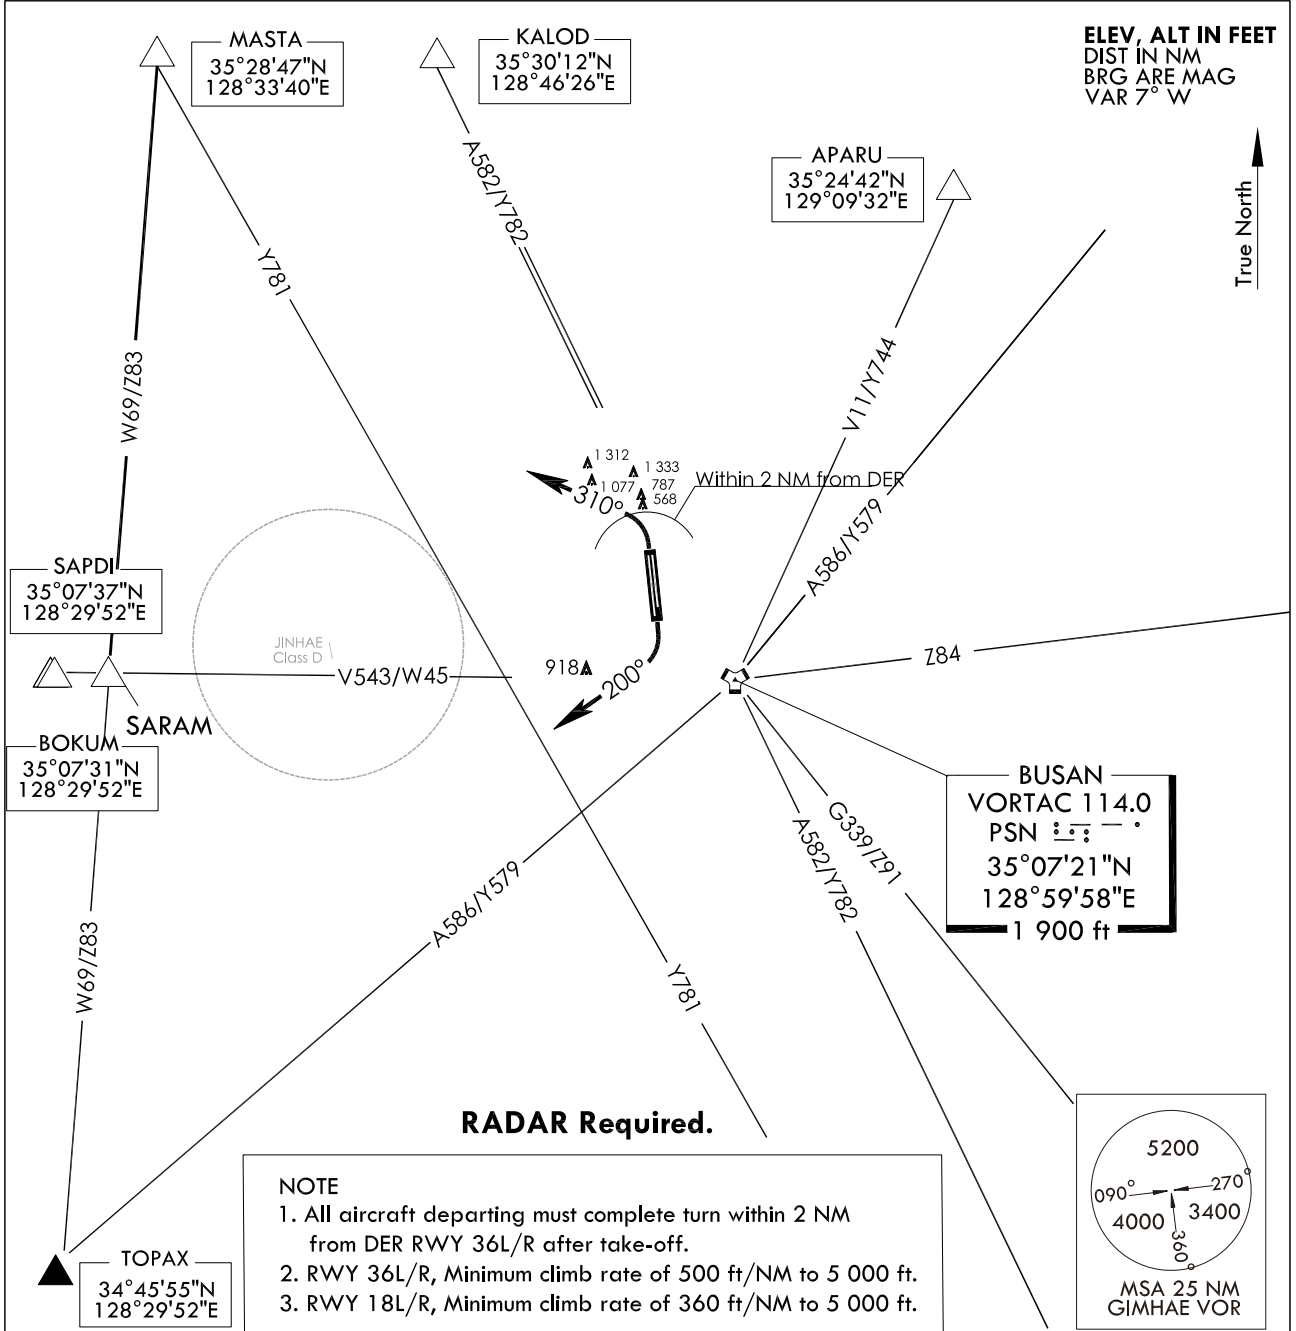 MASTA
35°28'47"N
128°33'40"E
KALOD
35°30'12"N
128°46'26"E
ELEV, ALT IN FEET
DIST IN NM
BRG ARE MAG
VAR 7° W
True North
APARU
35°24'42"N
129°09'32"E
A582/Y782
Y781
W69/Z83
V11/Y744
1 312
1 333
1 077
787
568
Within 2 NM from DER
310°
A586/Y579
SAPDI
35°07'37"N
128°29'52"E
JINHAE
Class D
V543/W45
918
200°
Z84
SARAM
BOKUM
35°07'31"N
128°29'52"E
BUSAN
VORTAC 114.0
PSN
35°07'21"N
128°59'58"E
1 900 ft
G339/Z91
A582/Y782
A586/Y579
W69/Z83
Y781
RADAR Required.
NOTE
1. All aircraft departing must complete turn within 2 NM
from DER RWY 36L/R after take-off.
2. RWY 36L/R, Minimum climb rate of 500 ft/NM to 5 000 ft.
3. RWY 18L/R, Minimum climb rate of 360 ft/NM to 5 000 ft.
TOPAX
34°45'55"N
128°29'52"E
5200
090°
270°
4000
3400
360°
MSA 25 NM
GIMHAE VOR